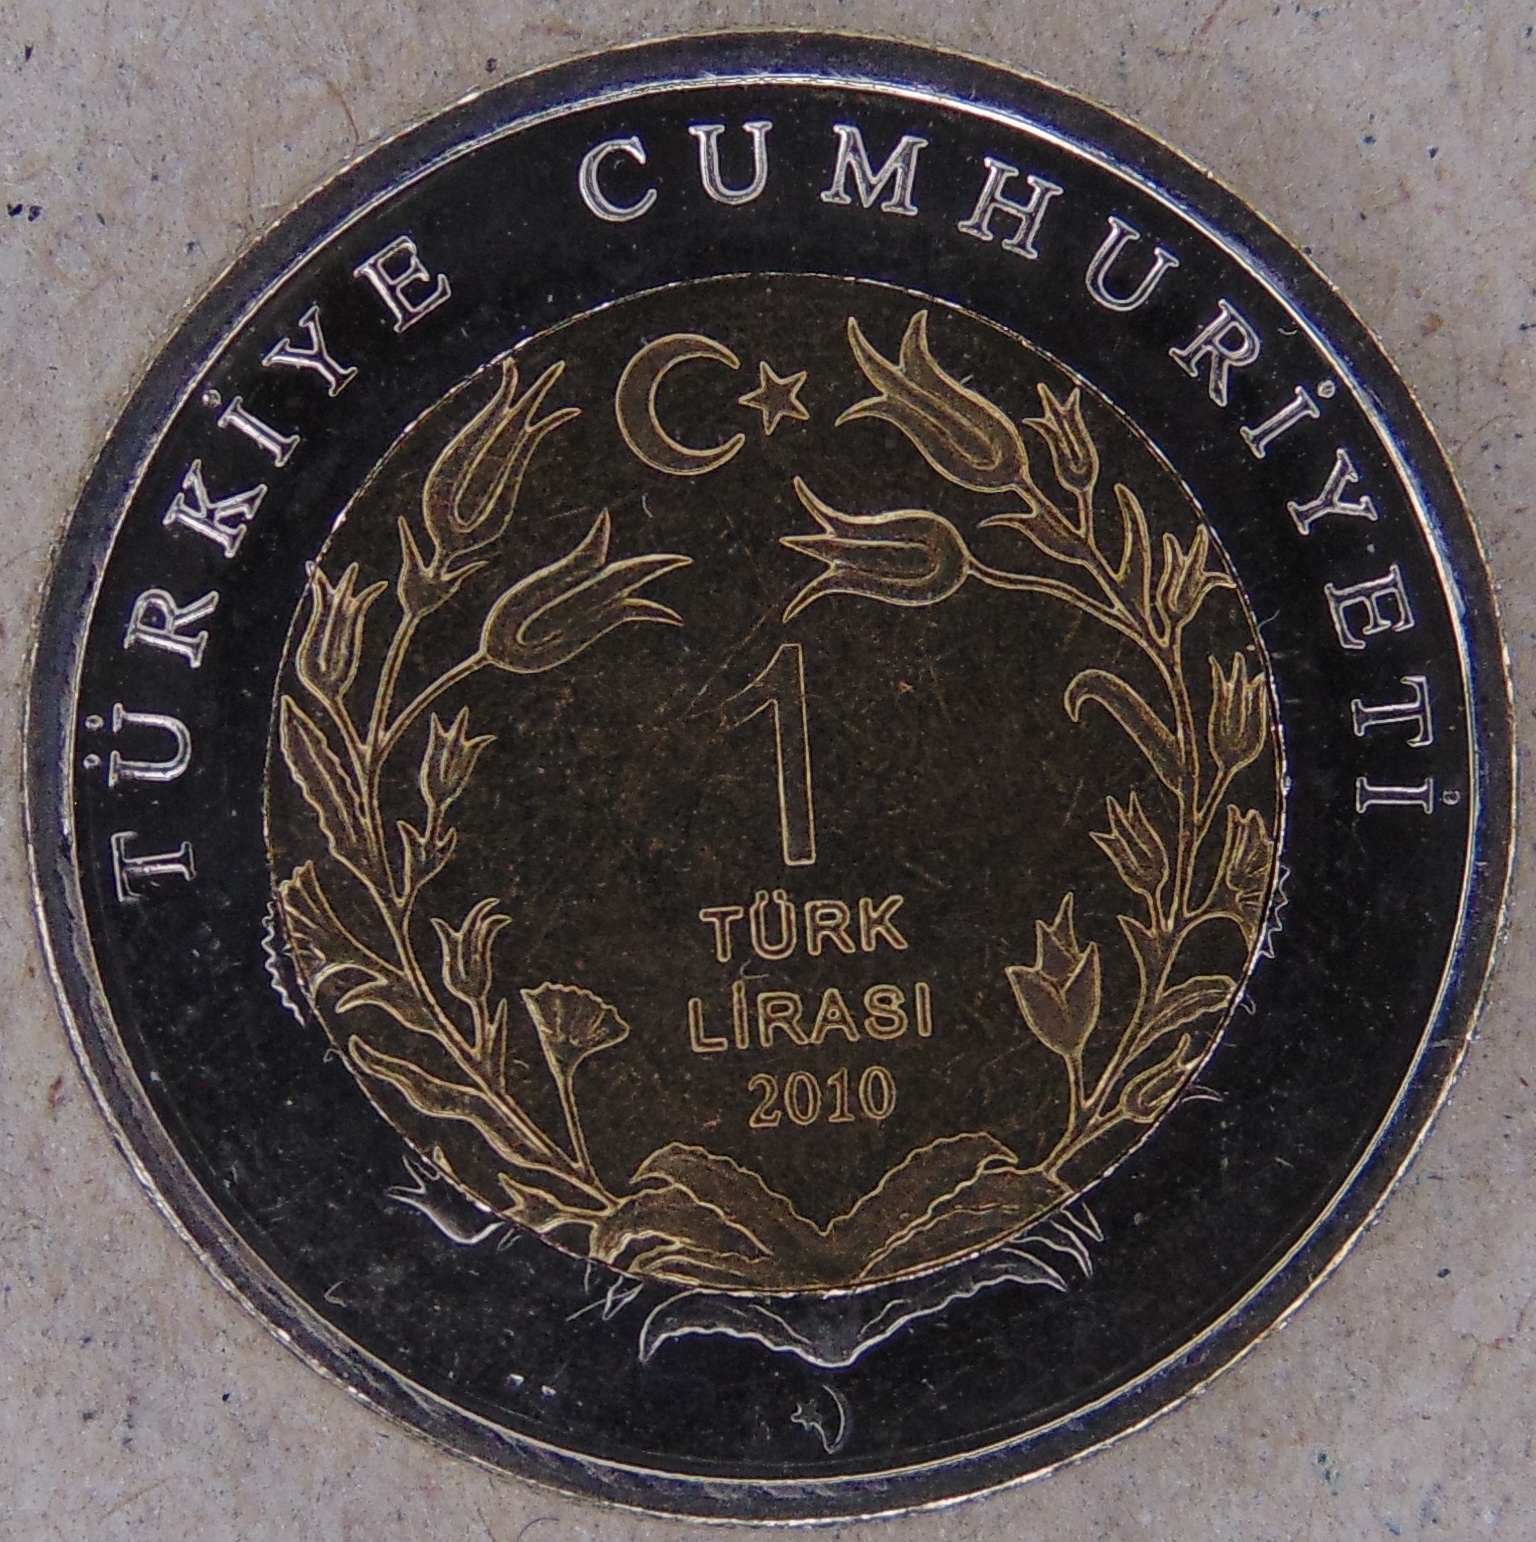 TÜRKİYE CUMHURİYETİ
1
TÜRK
LİRASI
2010